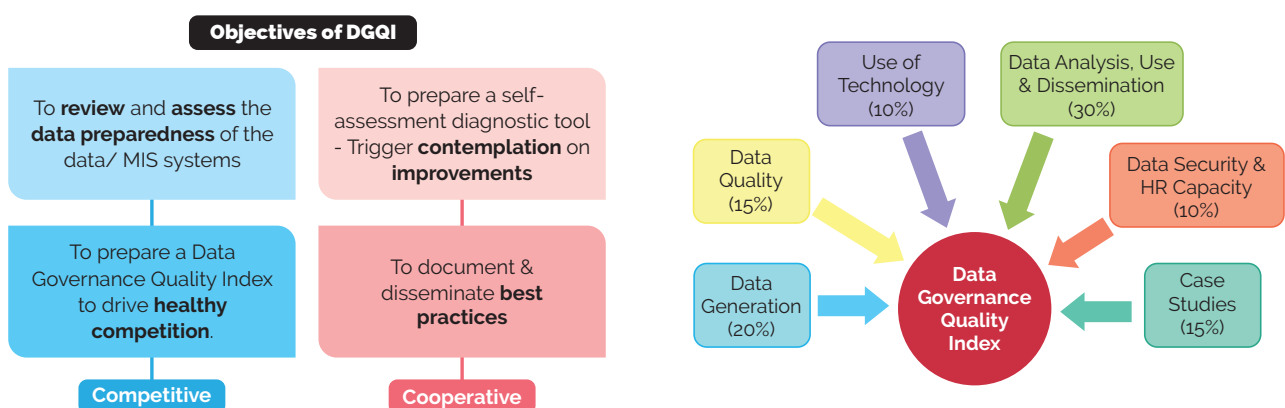 Objectives of DGQI
To review and assess the
data preparedness of the
data/ MIS systems
To prepare a self-
assessment diagnostic tool
- Trigger contemplation on
improvements
To prepare a Data
Governance Quality Index
to drive healthy
competition.
To document &
disseminate best
practices
Competitive
Cooperative
Use of
Technology
(10%)
Data Analysis, Use
& Dissemination
(30%)
Data
Quality
(15%)
Data Security &
HR Capacity
(10%)
Data
Generation
(20%)
Data
Governance
Quality
Index
Case
Studies
(15%)